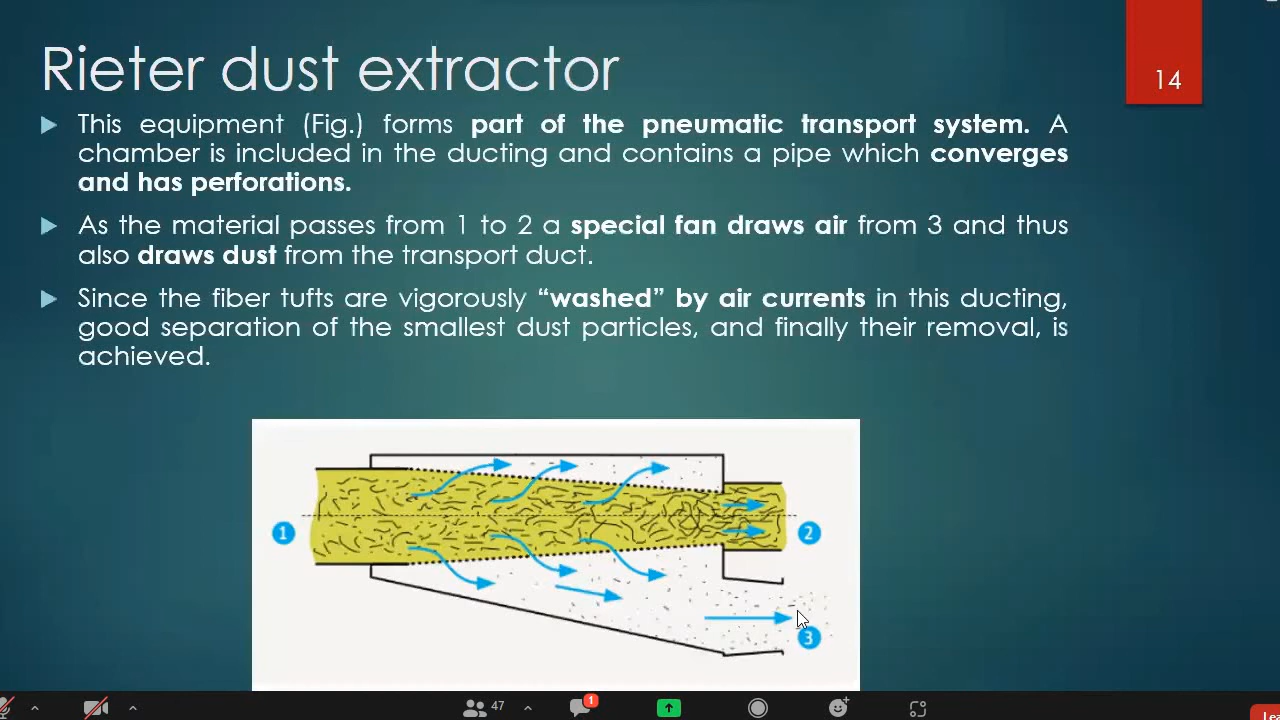 Rieter dust extractor
14
This equipment (Fig.) forms part of the pneumatic transport system. A
chamber is included in the ducting and contains a pipe which converges
and has perforations.
As the material passes from 1 to 2 a special fan draws air from 3 and thus
also draws dust from the transport duct.
Since the fiber tufts are vigorously “washed” by air currents in this ducting,
good separation of the smallest dust particles, and finally their removal, is
achieved.
1
2
3
47
1